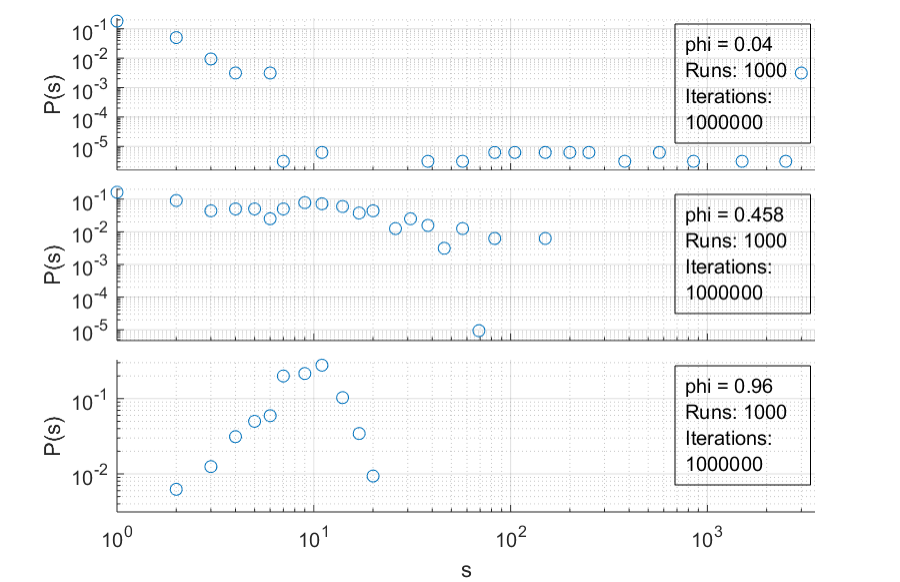 10^-1
10^-2
10^-3
10^-4
10^-5
P(s)
phi = 0.04
Runs: 1000
Iterations:
1000000
10^-1
10^-2
10^-3
10^-4
10^-5
P(s)
phi = 0.458
Runs: 1000
Iterations:
1000000
10^-1
10^-2
P(s)
phi = 0.96
Runs: 1000
Iterations:
1000000
10^0
10^1
10^2
10^3
s